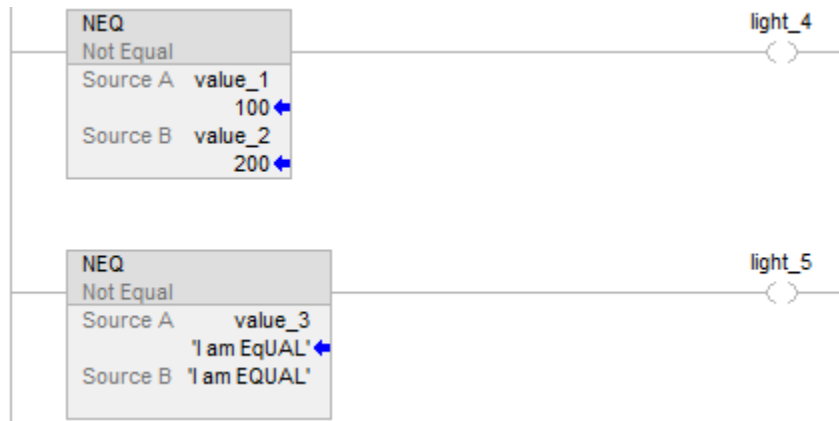 NEQ
light_4
Not Equal
Source A value_1
100
Source B value_2
200
NEQ
light_5
Not Equal
Source A value_3
'I am EqUAL'
Source B 'I am EQUAL'